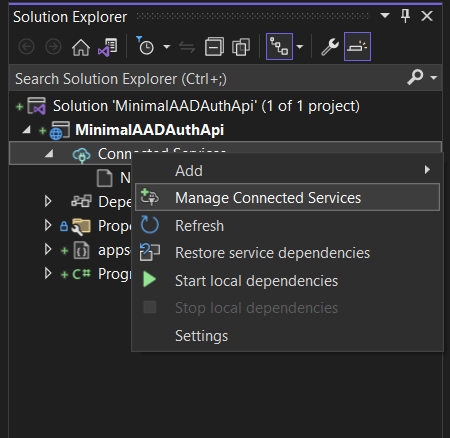 Solution Explorer
Search Solution Explorer (Ctrl+;)
Solution 'MinimalAADAuthApi' (1 of 1 project)
MinimalAADAuthApi
Connected Services
Add
N
Manage Connected Services
Depe
Refresh
Prope
Restore service dependencies
apps
Start local dependencies
C# Progr
Stop local dependencies
Settings